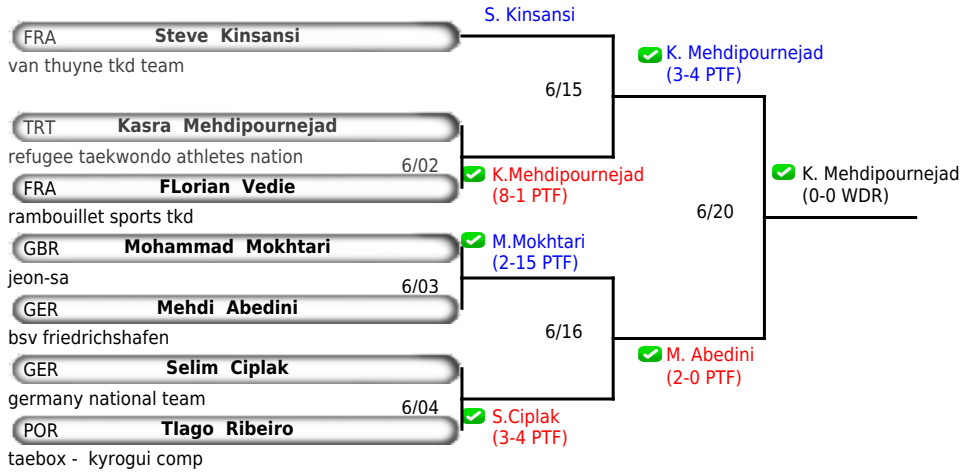 S. Kinsansi
FRA Steve Kinsansi
van thuyne tkd team
K. Mehdipournejad
(3-4 PTF)
6/15
TRT Kasra Mehdipournejad
refugee taekwondo athletes nation
6/02
K.Mehdipournejad
(8-1 PTF)
FRA FLorian Vedie
rambouillet sports tkd
K. Mehdipournejad
(0-0 WDR)
6/20
GBR Mohammad Mokhtari
jeon-sa
M.Mokhtari
(2-15 PTF)
6/03
GER Mehdi Abedini
bsv friedrichshafen
6/16
M. Abedini
(2-0 PTF)
GER Selim Ciplak
germany national team
6/04
S.Ciplak
(3-4 PTF)
POR TIago Ribeiro
taebox - kyrogui comp